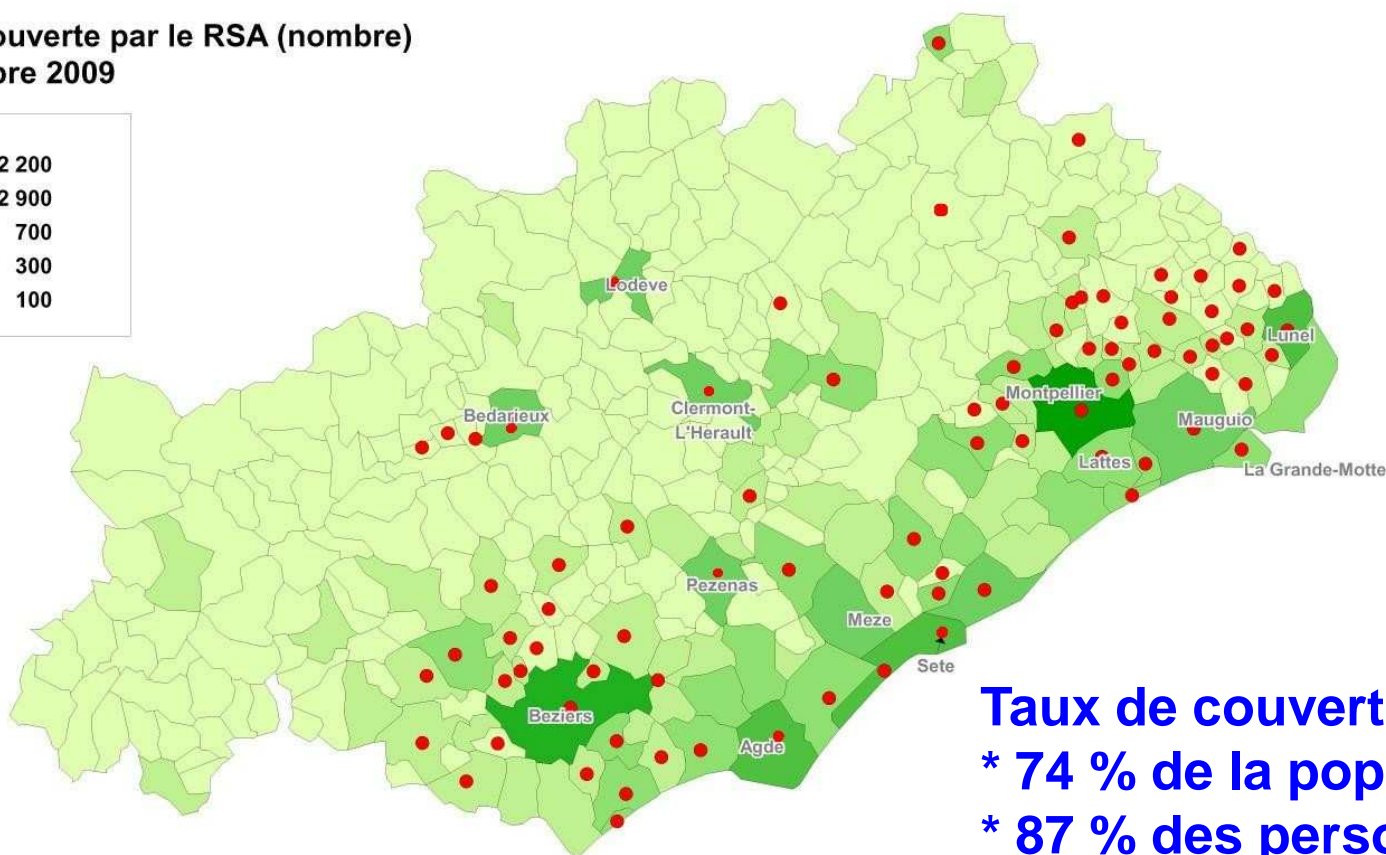 ouverte par le RSA (nombre)
bre 2009
2 200
2 900
700
300
100
Lodeve
Lunel
Montpellier
Bedarieux
Clermont-
L'Herault
Mauguio
Lattes
La Grande-Motte
Pezenas
Meze
Sete
Beziers
Agde
Taux de couvert
* 74 % de la pop
* 87 % des perso